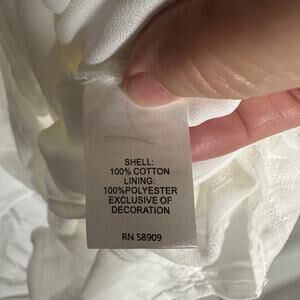 SHELL:
100% COTTON
LINING:
100%POLYESTER
EXCLUSIVE OF
DECORATION
RN 58909